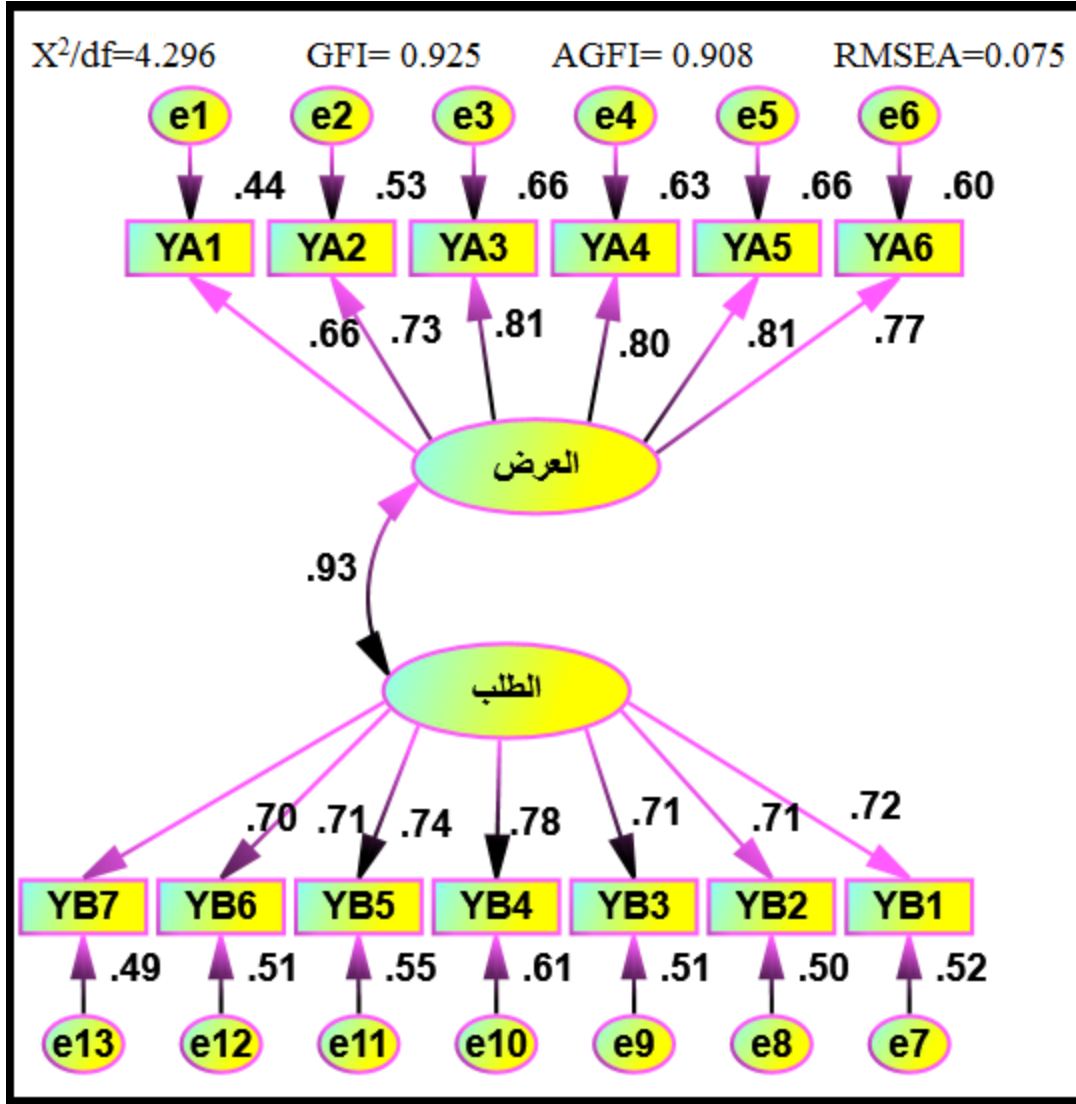 X²/df=4.296 GFI= 0.925 AGFI= 0.908 RMSEA=0.075
e1 e2 e3 e4 e5 e6
.44 .53 .66 .63 .66 .60
YA1 YA2 YA3 YA4 YA5 YA6
.66 .73 .81 .80 .81 .77
العرض
.93
الطلب
.70 .71 .74 .78 .71 .71 .72
YB7 YB6 YB5 YB4 YB3 YB2 YB1
.49 .51 .55 .61 .51 .50 .52
e13 e12 e11 e10 e9 e8 e7